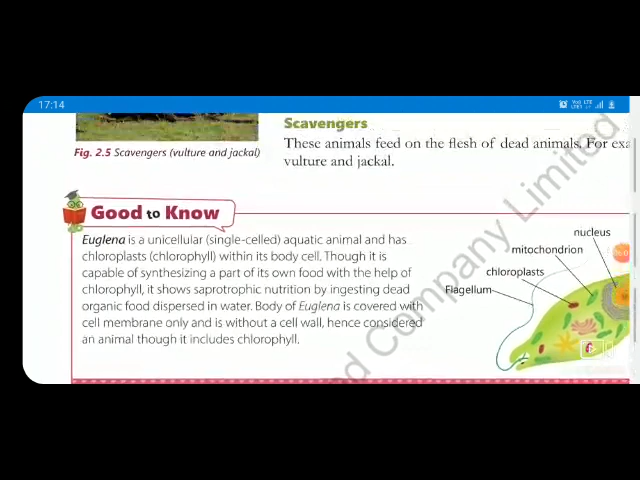 17:14
Scavengers
These animals feed on the flesh of dead animals. For exa
vulture and jackal.
Fig. 2.5 Scavengers (vulture and jackal)
Good to Know
Euglena is a unicellular (single-celled) aquatic animal and has
chloroplasts (chlorophyll) within its body cell. Though it is
capable of synthesizing a part of its own food with the help of
chlorophyll, it shows saprotrophic nutrition by ingesting dead
organic food dispersed in water. Body of Euglena is covered with
cell membrane only and is without a cell wall, hence considered
an animal though it includes chlorophyll.
nucleus
mitochondrion
chloroplasts
Flagellum
d Company Limited